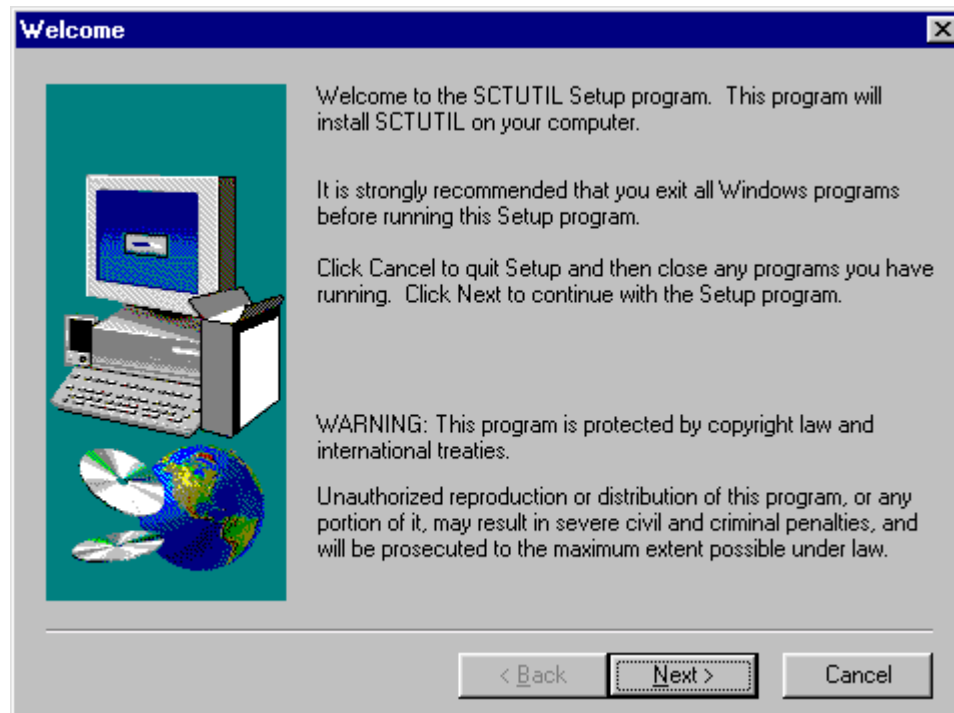 Welcome
Welcome to the SCTUTIL Setup program.  This program will
install SCTUTIL on your computer.
It is strongly recommended that you exit all Windows programs
before running this Setup program.
Click Cancel to quit Setup and then close any programs you have
running.  Click Next to continue with the Setup program.
WARNING: This program is protected by copyright law and
international treaties.
Unauthorized reproduction or distribution of this program, or any
portion of it, may result in severe civil and criminal penalties, and
will be prosecuted to the maximum extent possible under law.
< Back
Next >
Cancel